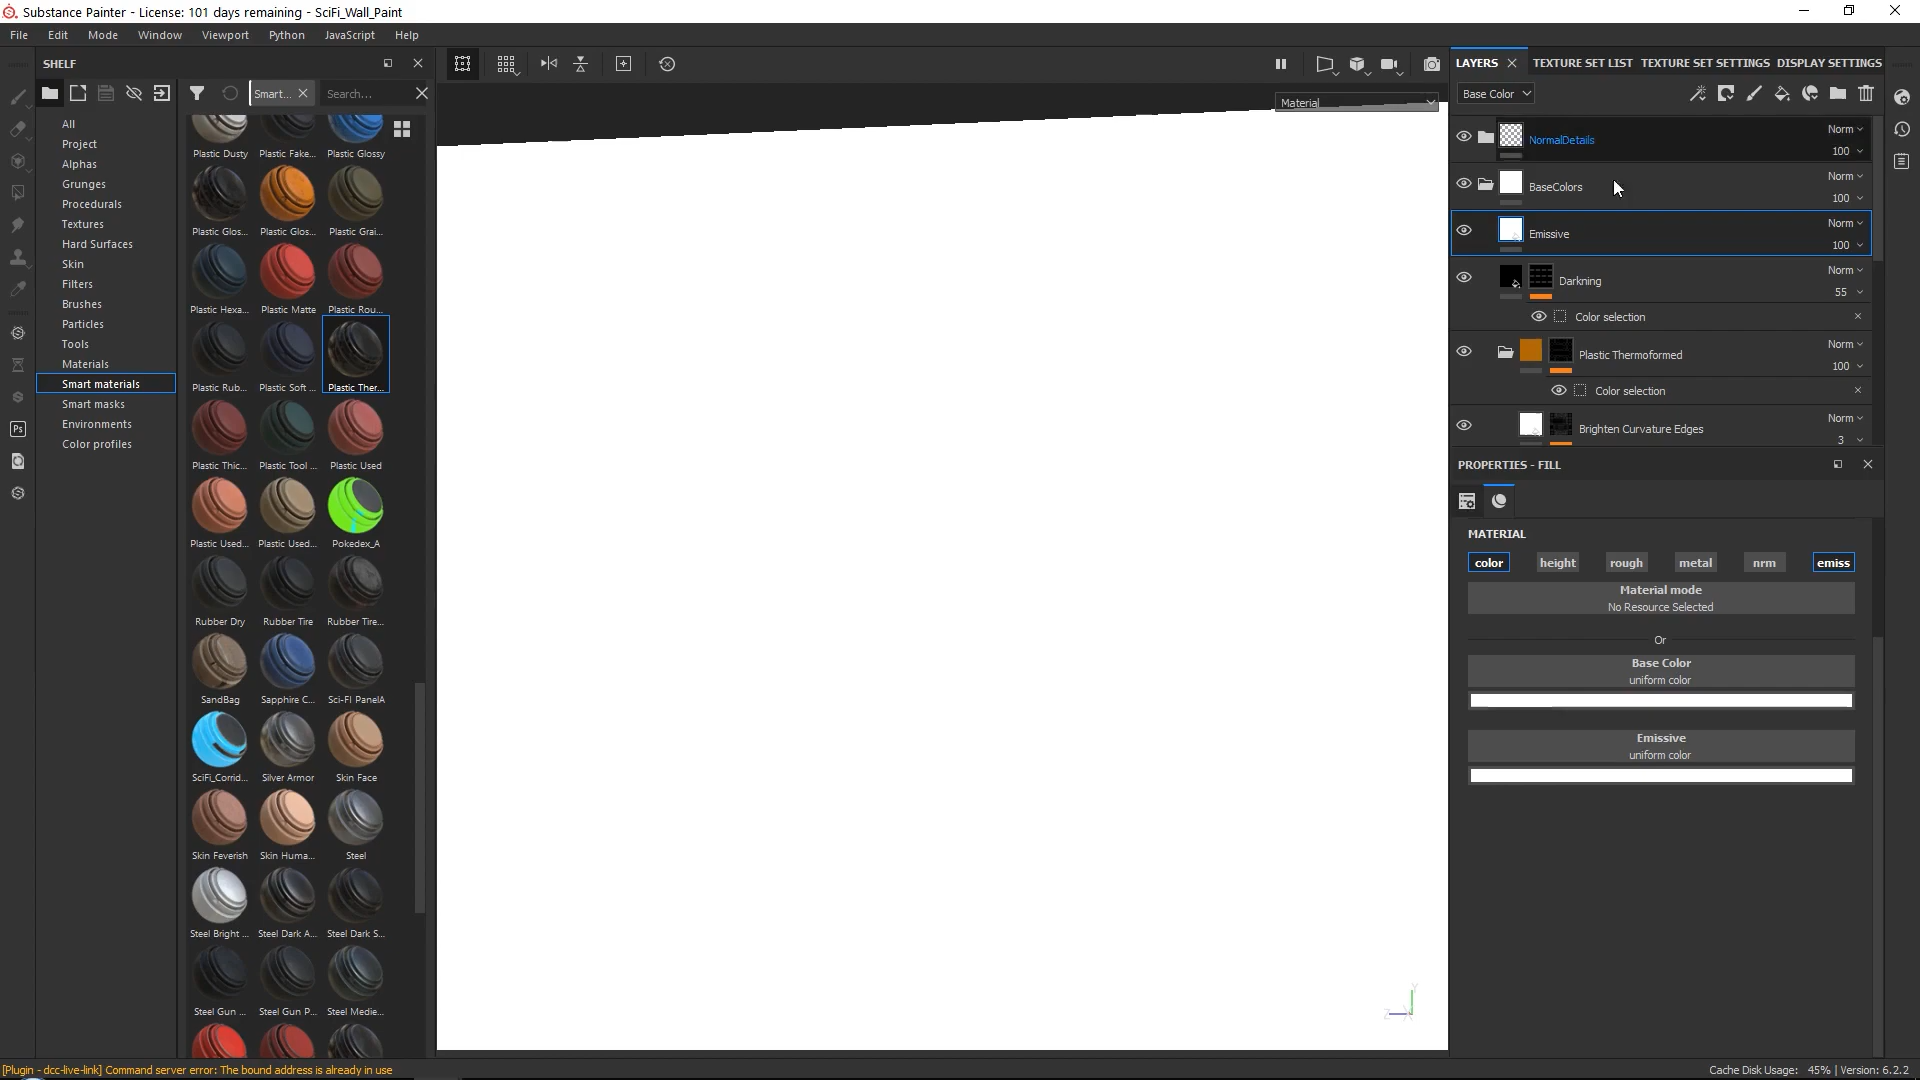 Substance Painter - License: 101 days remaining - SciFi_Wall_Paint
File Edit Mode Window Viewport Python JavaScript Help
SHELF
Smart... Search...
All
Project
Alphas
Grunges
Procedurals
Textures
Hard Surfaces
Skin
Filters
Brushes
Particles
Tools
Materials
Smart materials
Smart masks
Environments
Color profiles
Ps
Plastic Dusty Plastic Fake... Plastic Glossy
Plastic Glos... Plastic Glos... Plastic Grai...
Plastic Hexa... Plastic Matte Plastic Rou...
Plastic Rub... Plastic Soft ... Plastic Ther...
Plastic Thic... Plastic Tool ... Plastic Used
Plastic Used... Plastic Used... Pokedex_A
Rubber Dry Rubber Tire Rubber Tire...
SandBag Sapphire C... Sci-FI PanelA
SciFi_Corrid... Silver Armor Skin Face
Skin Feverish Skin Huma... Steel
Steel Bright ... Steel Dark A... Steel Dark S...
Steel Gun ... Steel Gun P... Steel Medie...
Material
Y
Z X
LAYERS TEXTURE SET LIST TEXTURE SET SETTINGS DISPLAY SETTINGS
Base Color
NormalDetails Norm 100
BaseColors Norm 100
Emissive Norm 100
Darkning Norm 55
Color selection
Plastic Thermoformed Norm 100
Color selection
Brighten Curvature Edges Norm 3
PROPERTIES - FILL
MATERIAL
color height rough metal nrm emiss
Material mode
No Resource Selected
Or
Base Color
uniform color
Emissive
uniform color
[Plugin - dcc-live-link] Command server error: The bound address is already in use
Cache Disk Usage: 45% | Version: 6.2.2